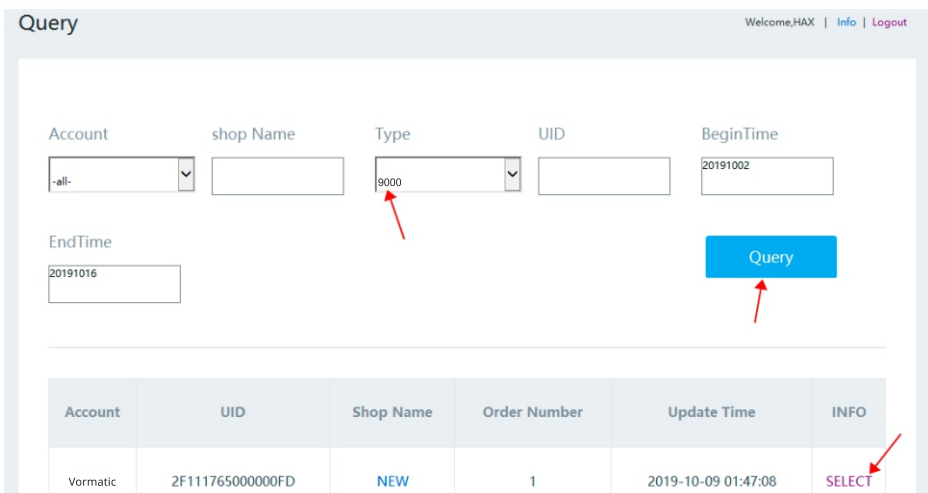 Query
Welcome,HAX | Info | Logout
Account shop Name Type UID BeginTime
-all- 9000 20191002
EndTime
20191016
Query
Account UID Shop Name Order Number Update Time INFO
Vormatic 2F111765000000FD NEW 1 2019-10-09 01:47:08 SELECT